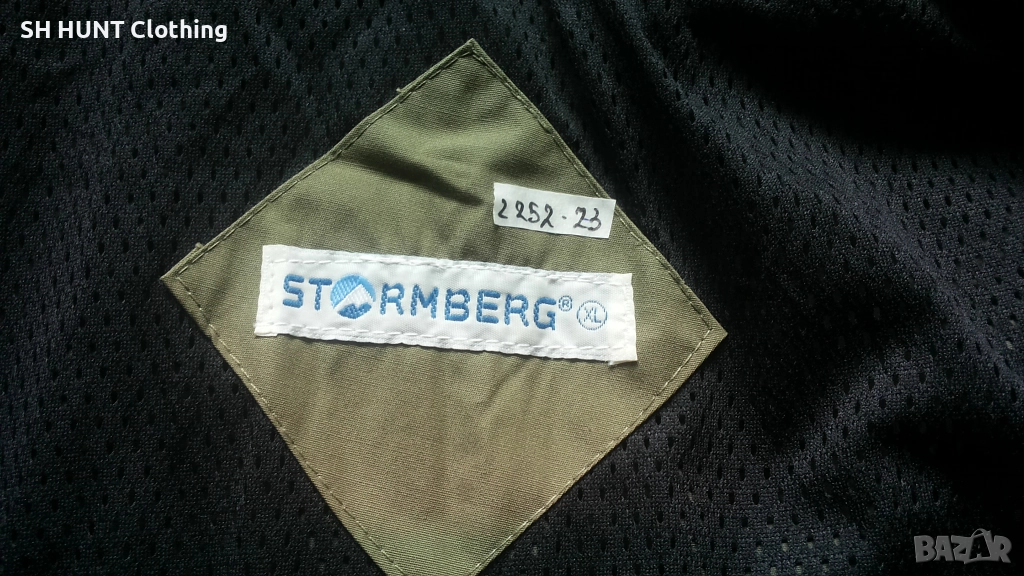 SH HUNT Clothing
2252-23
STORMBERG® XL
BAZAR